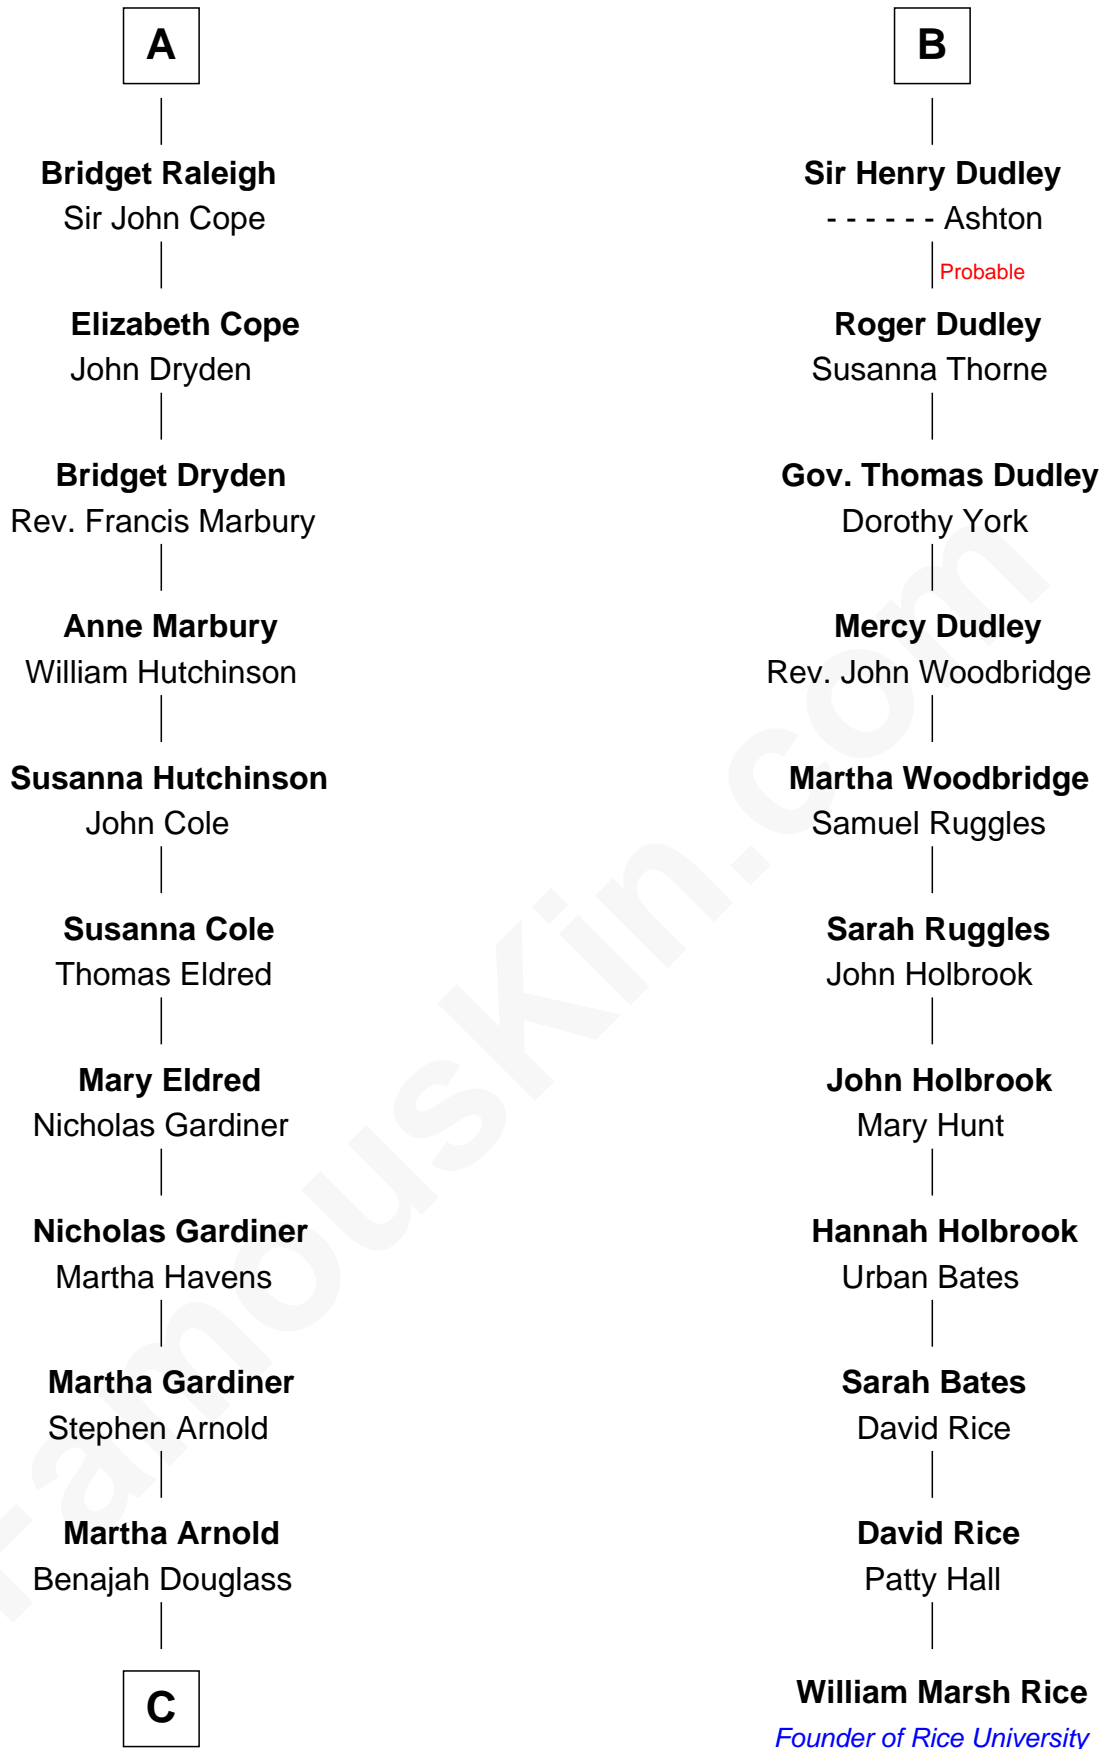 A
Bridget Raleigh
Sir John Cope
Elizabeth Cope
John Dryden
Bridget Dryden
Rev. Francis Marbury
Anne Marbury
William Hutchinson
Susanna Hutchinson
John Cole
Susanna Cole
Thomas Eldred
Mary Eldred
Nicholas Gardiner
Nicholas Gardiner
Martha Havens
Martha Gardiner
Stephen Arnold
Martha Arnold
Benajah Douglass
C
B
Sir Henry Dudley
- - - - - - Ashton
Probable
Roger Dudley
Susanna Thorne
Gov. Thomas Dudley
Dorothy York
Mercy Dudley
Rev. John Woodbridge
Martha Woodbridge
Samuel Ruggles
Sarah Ruggles
John Holbrook
John Holbrook
Mary Hunt
Hannah Holbrook
Urban Bates
Sarah Bates
David Rice
David Rice
Patty Hall
William Marsh Rice
Founder of Rice University
FamousKin.com